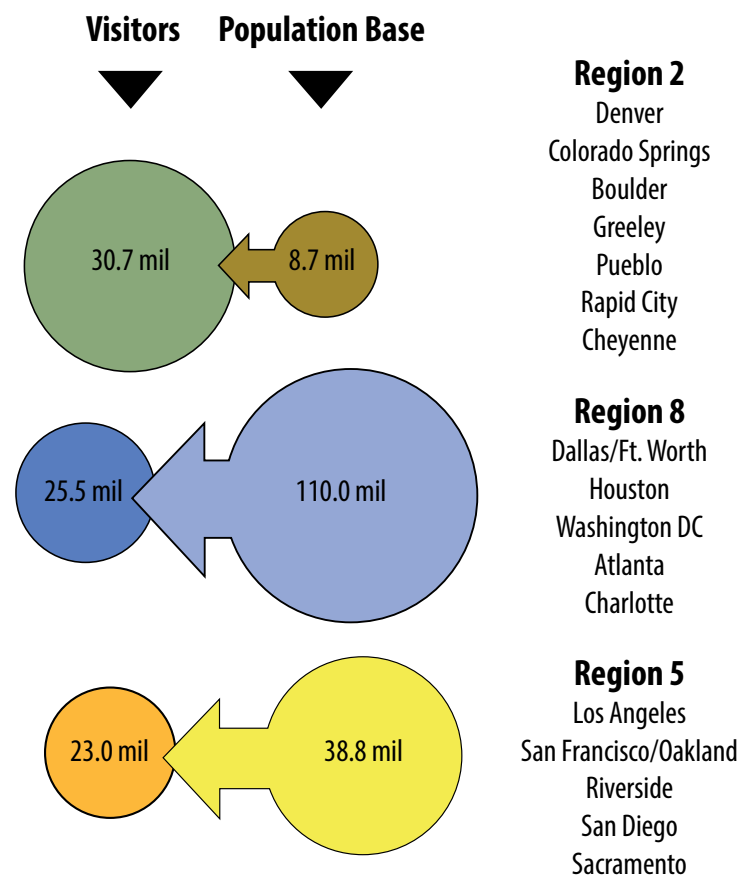 Visitors Population Base
Region 2
Denver
Colorado Springs
Boulder
Greeley
Pueblo
Rapid City
Cheyenne
30.7 mil 8.7 mil
Region 8
Dallas/Ft. Worth
Houston
Washington DC
Atlanta
Charlotte
25.5 mil 110.0 mil
Region 5
Los Angeles
San Francisco/Oakland
Riverside
San Diego
Sacramento
23.0 mil 38.8 mil